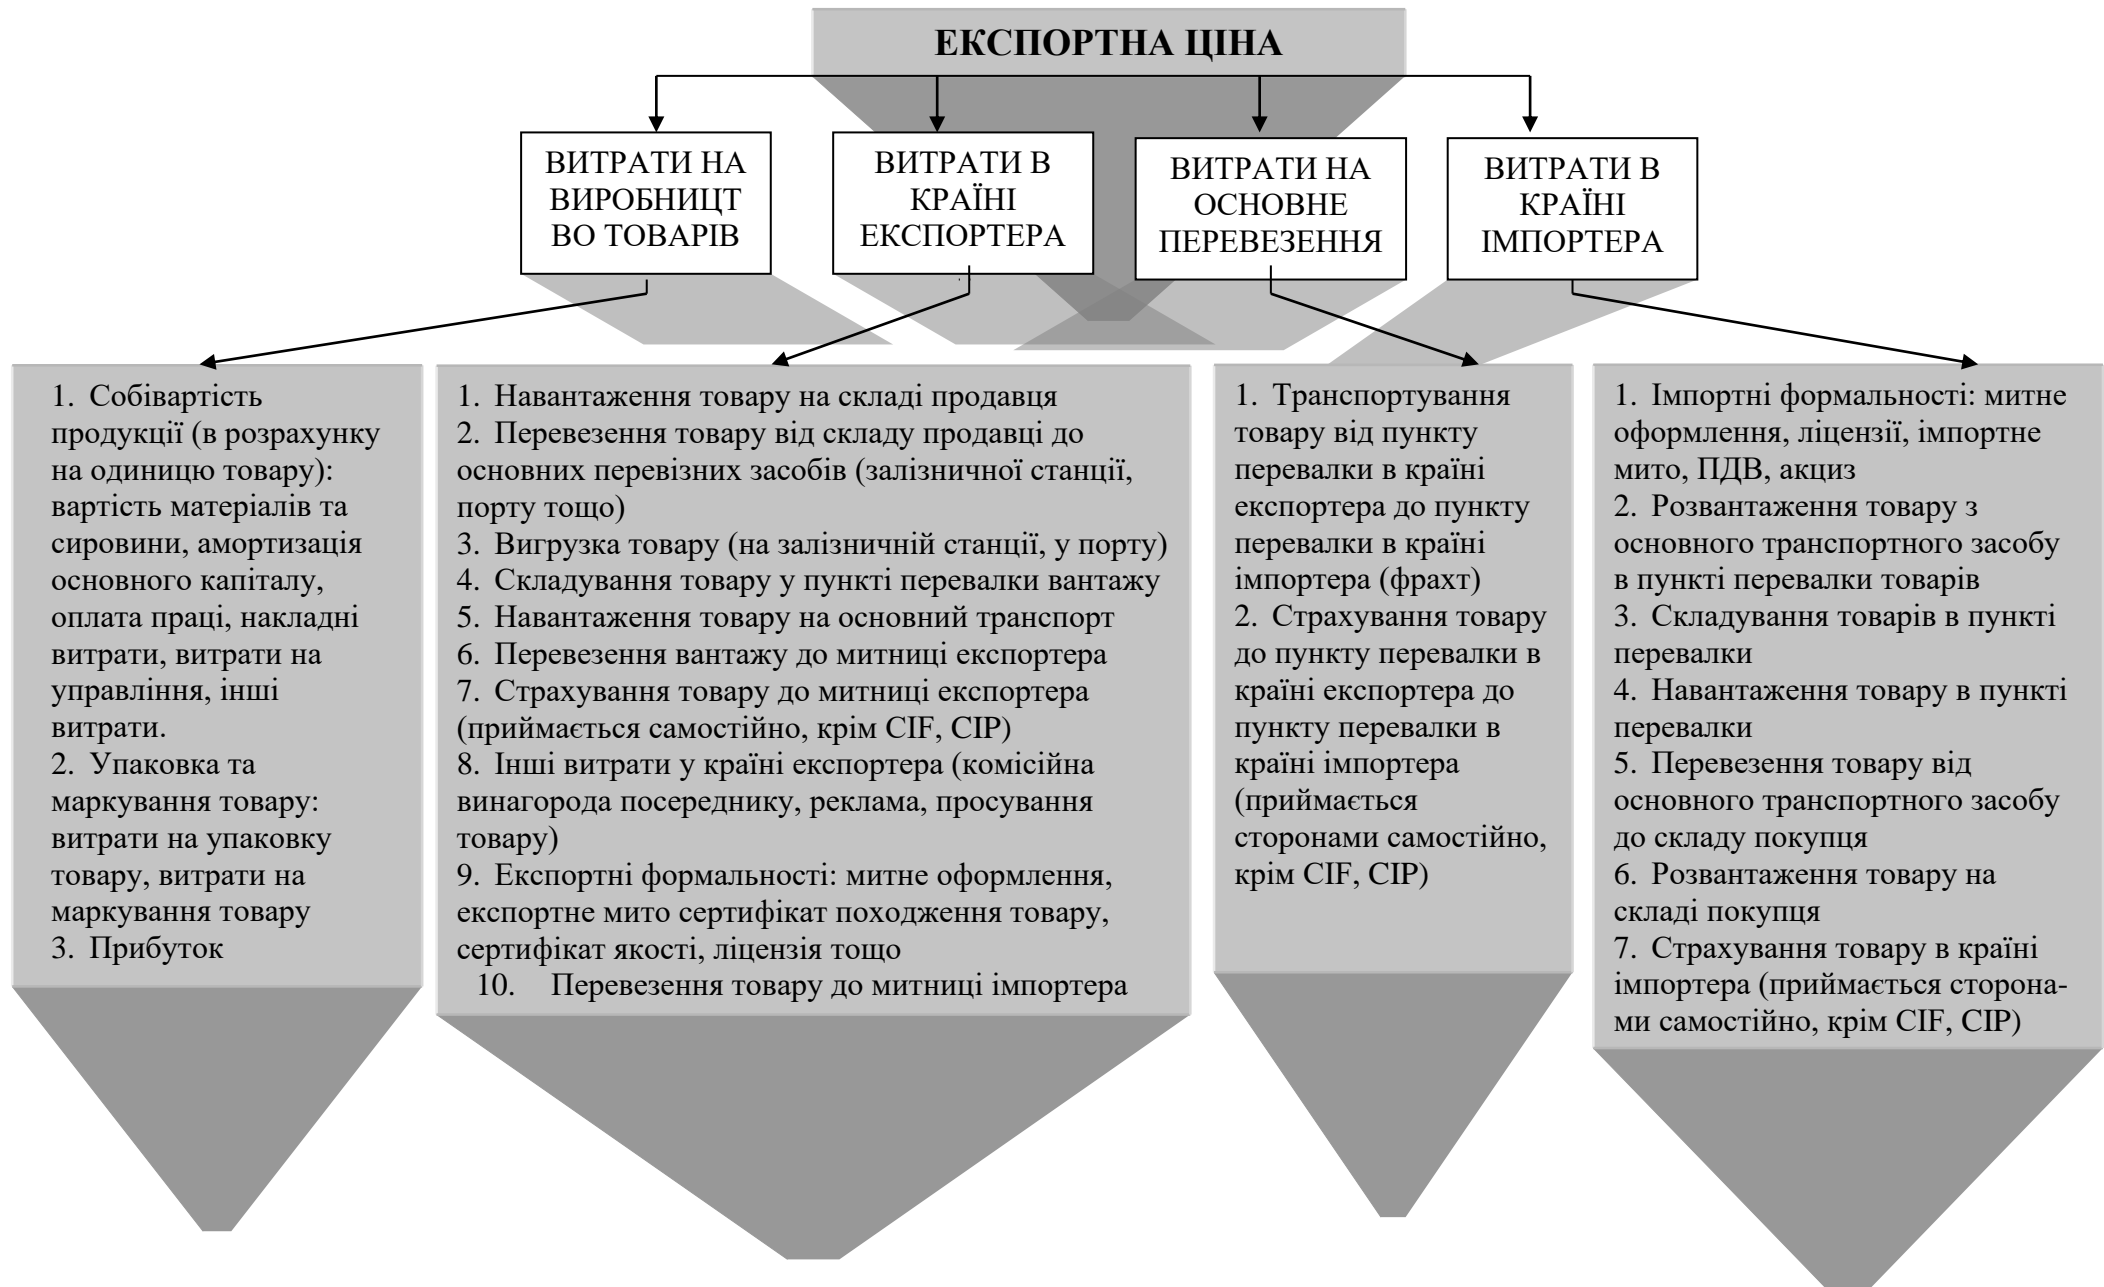 ЕКСПОРТНА ЦІНА
ВИТРАТИ НА
ВИРОБНИЦТ
ВО ТОВАРІВ
ВИТРАТИ В
КРАЇНІ
ЕКСПОРТЕРА
ВИТРАТИ НА
ОСНОВНЕ
ПЕРЕВЕЗЕННЯ
ВИТРАТИ В
КРАЇНІ
ІМПОРТЕРА
1. Собівартість
продукції (в розрахунку
на одиницю товару):
вартість матеріалів та
сировини, амортизація
основного капіталу,
оплата праці, накладні
витрати, витрати на
управління, інші
витрати.
2. Упаковка та
маркування товару:
витрати на упаковку
товару, витрати на
маркування товару
3. Прибуток
1. Навантаження товару на складі продавця
2. Перевезення товару від складу продавці до
основних перевізних засобів (залізничної станції,
порту тощо)
3. Вигрузка товару (на залізничній станції, у порту)
4. Складування товару у пункті перевалки вантажу
5. Навантаження товару на основний транспорт
6. Перевезення вантажу до митниці експортера
7. Страхування товару до митниці експортера
(приймається самостійно, крім CIF, CIP)
8. Інші витрати у країні експортера (комісійна
винагорода посереднику, реклама, просування
товару)
9. Експортні формальності: митне оформлення,
експортне мито сертифікат походження товару,
сертифікат якості, ліцензія тощо
10. Перевезення товару до митниці імпортера
1. Транспортування
товару від пункту
перевалки в країні
експортера до пункту
перевалки в країні
імпортера (фрахт)
2. Страхування товару
до пункту перевалки в
країні експортера до
пункту перевалки в
країні імпортера
(приймається
сторонами самостійно,
крім CIF, CIP)
1. Імпортні формальності: митне
оформлення, ліцензії, імпортне
мито, ПДВ, акциз
2. Розвантаження товару з
основного транспортного засобу
в пункті перевалки товарів
3. Складування товарів в пункті
перевалки
4. Навантаження товару в пункті
перевалки
5. Перевезення товару від
основного транспортного засобу
до складу покупця
6. Розвантаження товару на
складі покупця
7. Страхування товару в країні
імпортера (приймається сторона-
ми самостійно, крім CIF, CIP)